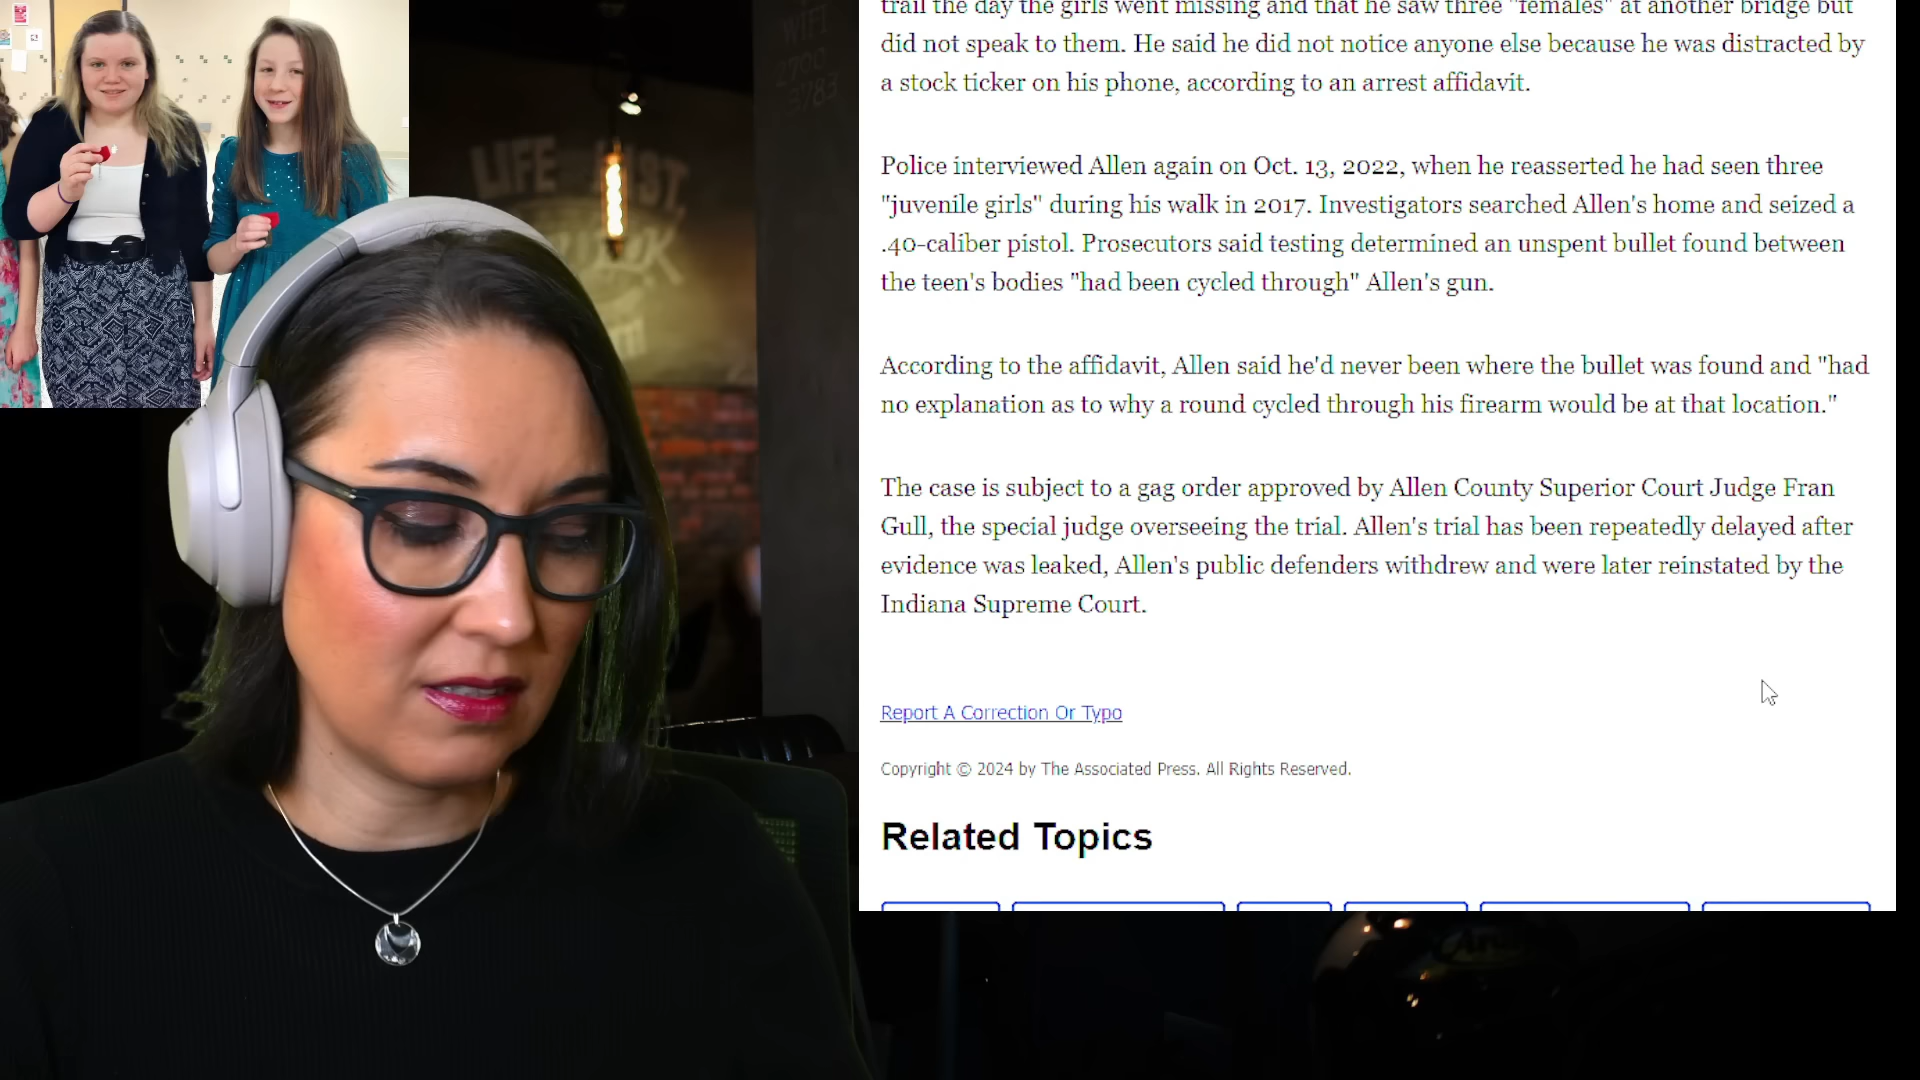 WIFI
LIFE
trail the day the girls went missing and that he saw three "females" at another bridge but
did not speak to them. He said he did not notice anyone else because he was distracted by
a stock ticker on his phone, according to an arrest affidavit.
Police interviewed Allen again on Oct. 13, 2022, when he reasserted he had seen three
"juvenile girls" during his walk in 2017. Investigators searched Allen's home and seized a
.40-caliber pistol. Prosecutors said testing determined an unspent bullet found between
the teen's bodies "had been cycled through" Allen's gun.
According to the affidavit, Allen said he'd never been where the bullet was found and "had
no explanation as to why a round cycled through his firearm would be at that location."
The case is subject to a gag order approved by Allen County Superior Court Judge Fran
Gull, the special judge overseeing the trial. Allen's trial has been repeatedly delayed after
evidence was leaked, Allen's public defenders withdrew and were later reinstated by the
Indiana Supreme Court.
Report A Correction Or Typo
Copyright © 2024 by The Associated Press. All Rights Reserved.
Related Topics